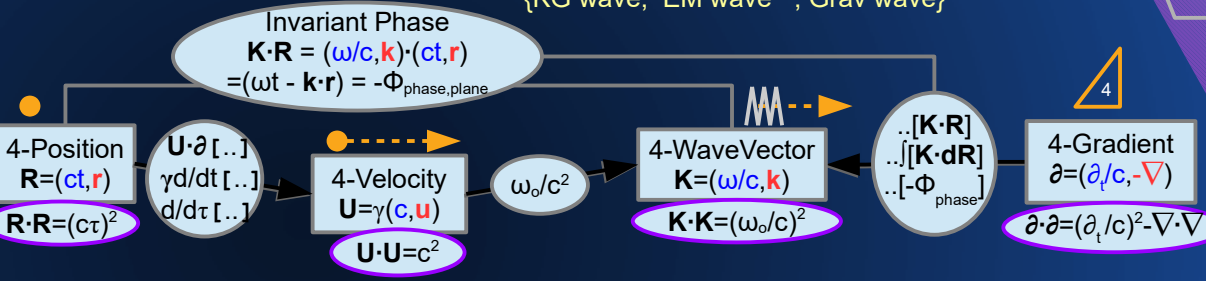 {KG wave, EM wave , Grav wave}
Invariant Phase
K·R = (ω/c,k)·(ct,r)
=(ωt - k·r) = -Φphase,plane
4-Position
R=(ct,r)
R·R=(cτ)²
U·∂[..]
γd/dt [..]
d/dτ [..]
4-Velocity
U=γ(c,u)
U·U=c²
ωₒ/c²
4-WaveVector
K=(ω/c,k)
K·K=(ωₒ/c)²
..[K·R]
..∫[K·dR]
..[-Φphase]
4
4-Gradient
∂=(∂ₜ/c,-∇)
∂·∂=(∂ₜ/c)²-∇·∇